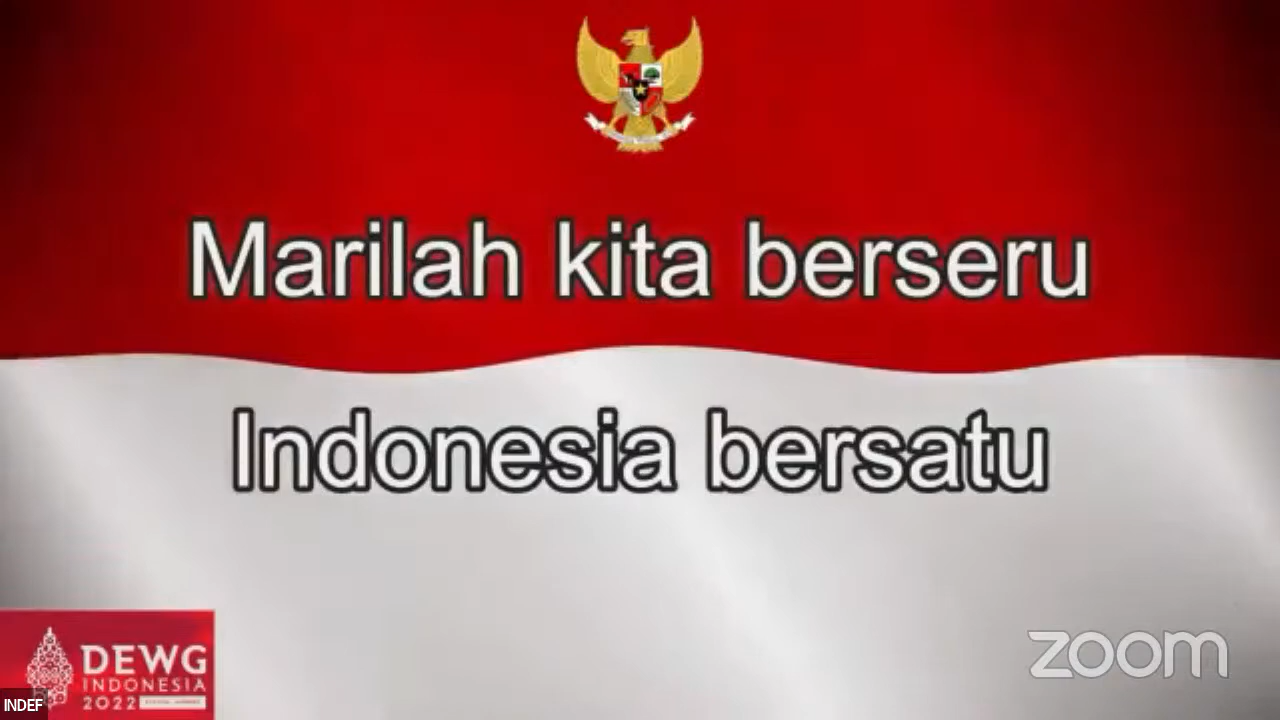 Marilah kita berseru
Indonesia bersatu
DEWG
INDONESIA
2022
INDEF
zoom